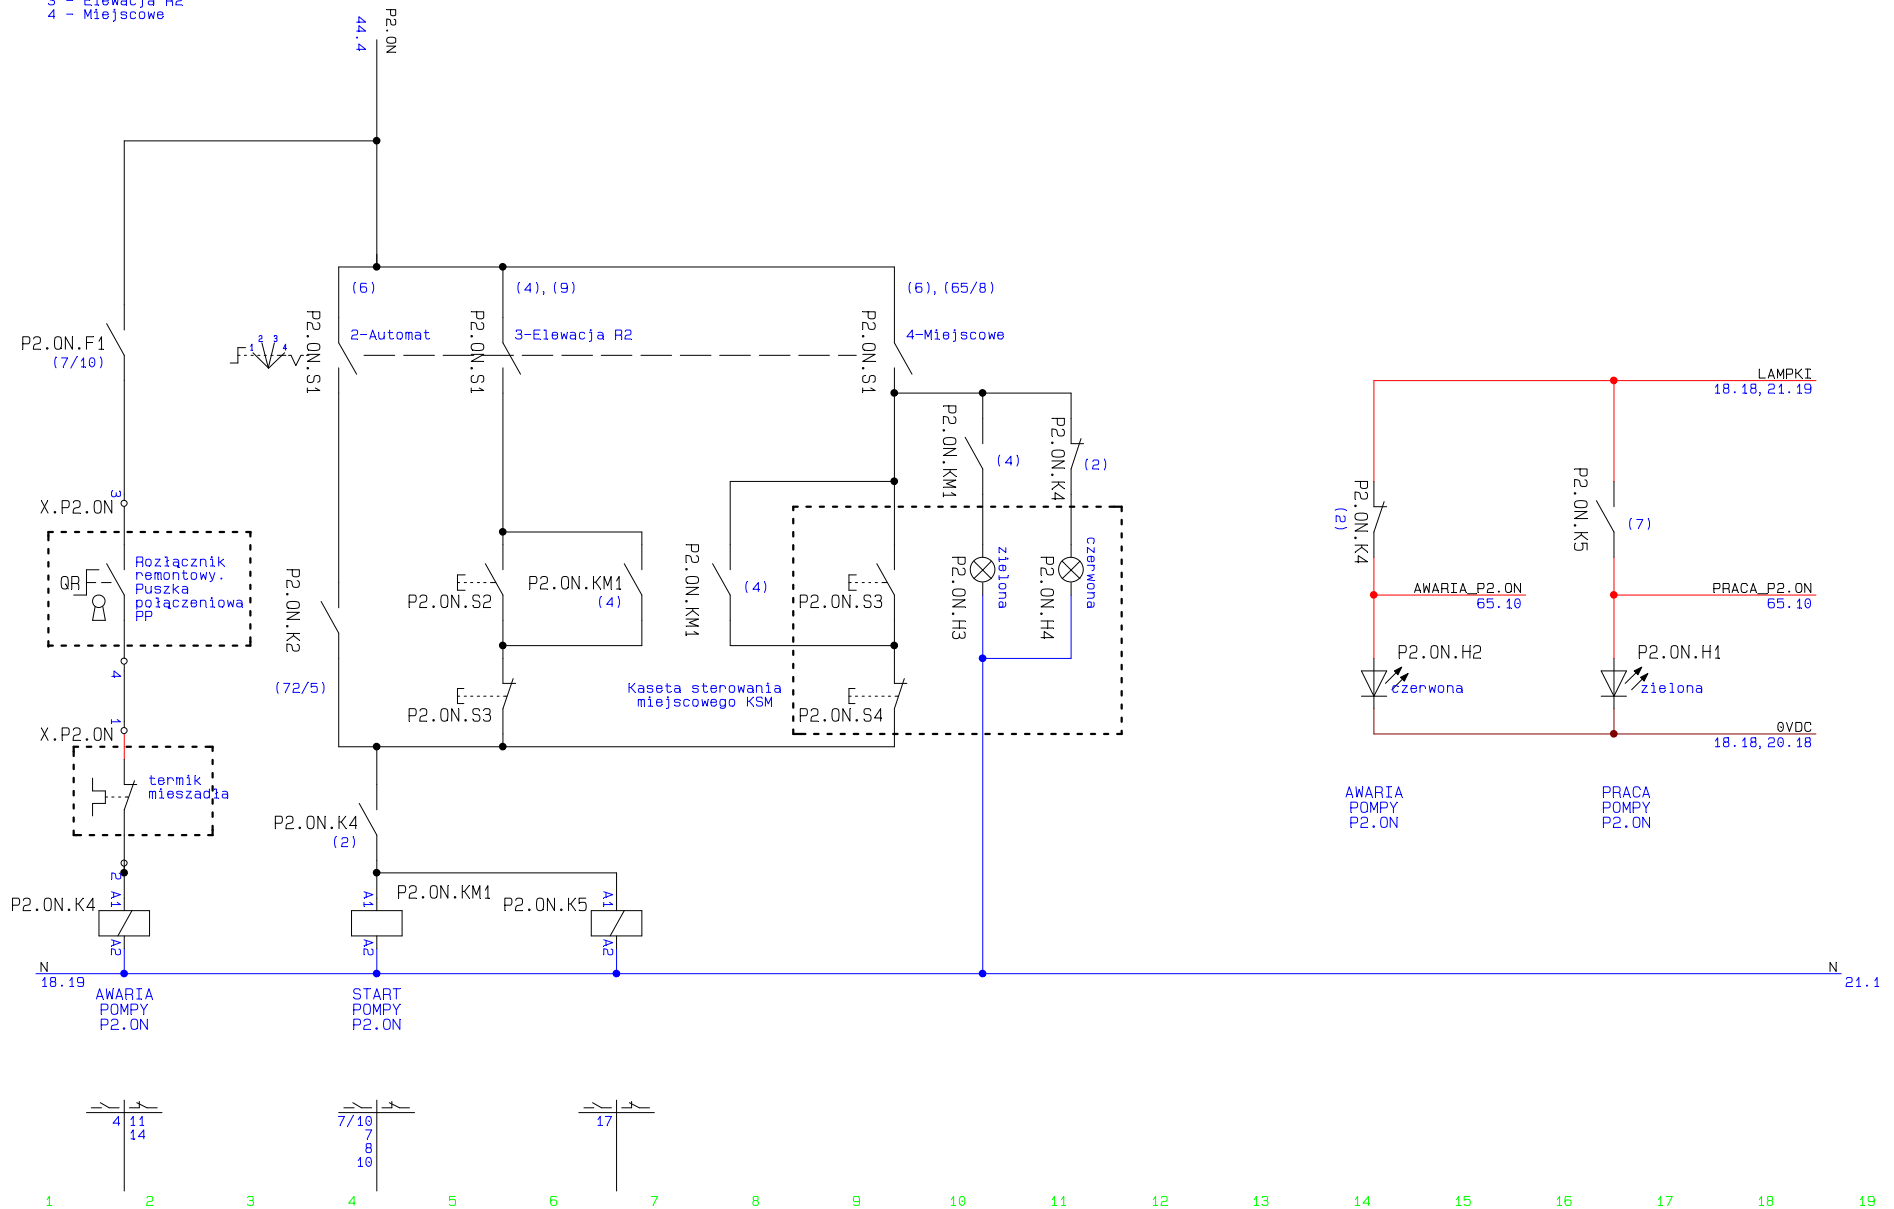 3 - Elewacja R2
4 - Miejscowe
P2.ON
44.4
(6)
(4),(9)
(6),(65/8)
P2.ON.F1
(7/10)
1 2 3 4
P2.ON.S1
2-Automat
P2.ON.S1
3-Elewacja R2
P2.ON.S1
4-Miejscowe
LAMPKI
18.18,21.19
P2.ON.KM1
(4)
P2.ON.K4
(2)
3
X.P2.ON
QR
Rozłącznik
remontowy.
Puszka
połączeniowa
PP
4
P2.ON.K2
(72/5)
P2.ON.S2
P2.ON.KM1
(4)
P2.ON.KM1
(4)
P2.ON.S3
P2.ON.H3
zielona
P2.ON.H4
czerwona
P2.ON.K4
(2)
P2.ON.K5
(7)
AWARIA_P2.ON
65.10
PRACA_P2.ON
65.10
P2.ON.H2
czerwona
P2.ON.H1
zielona
P2.ON.S3
Kaseta sterowania
miejscowego KSM
P2.ON.S4
0VDC
18.18,20.18
1
X.P2.ON
termik
mieszadła
2
P2.ON.K4
(2)
AWARIA
POMPY
P2.ON
PRACA
POMPY
P2.ON
P2.ON.K4
A1
A2
P2.ON.KM1
A1
A2
P2.ON.K5
A1
A2
N
18.19
N
21.1
AWARIA
POMPY
P2.ON
START
POMPY
P2.ON
4 11
14
7/10
7
8
10
17
1 2 3 4 5 6 7 8 9 10 11 12 13 14 15 16 17 18 19